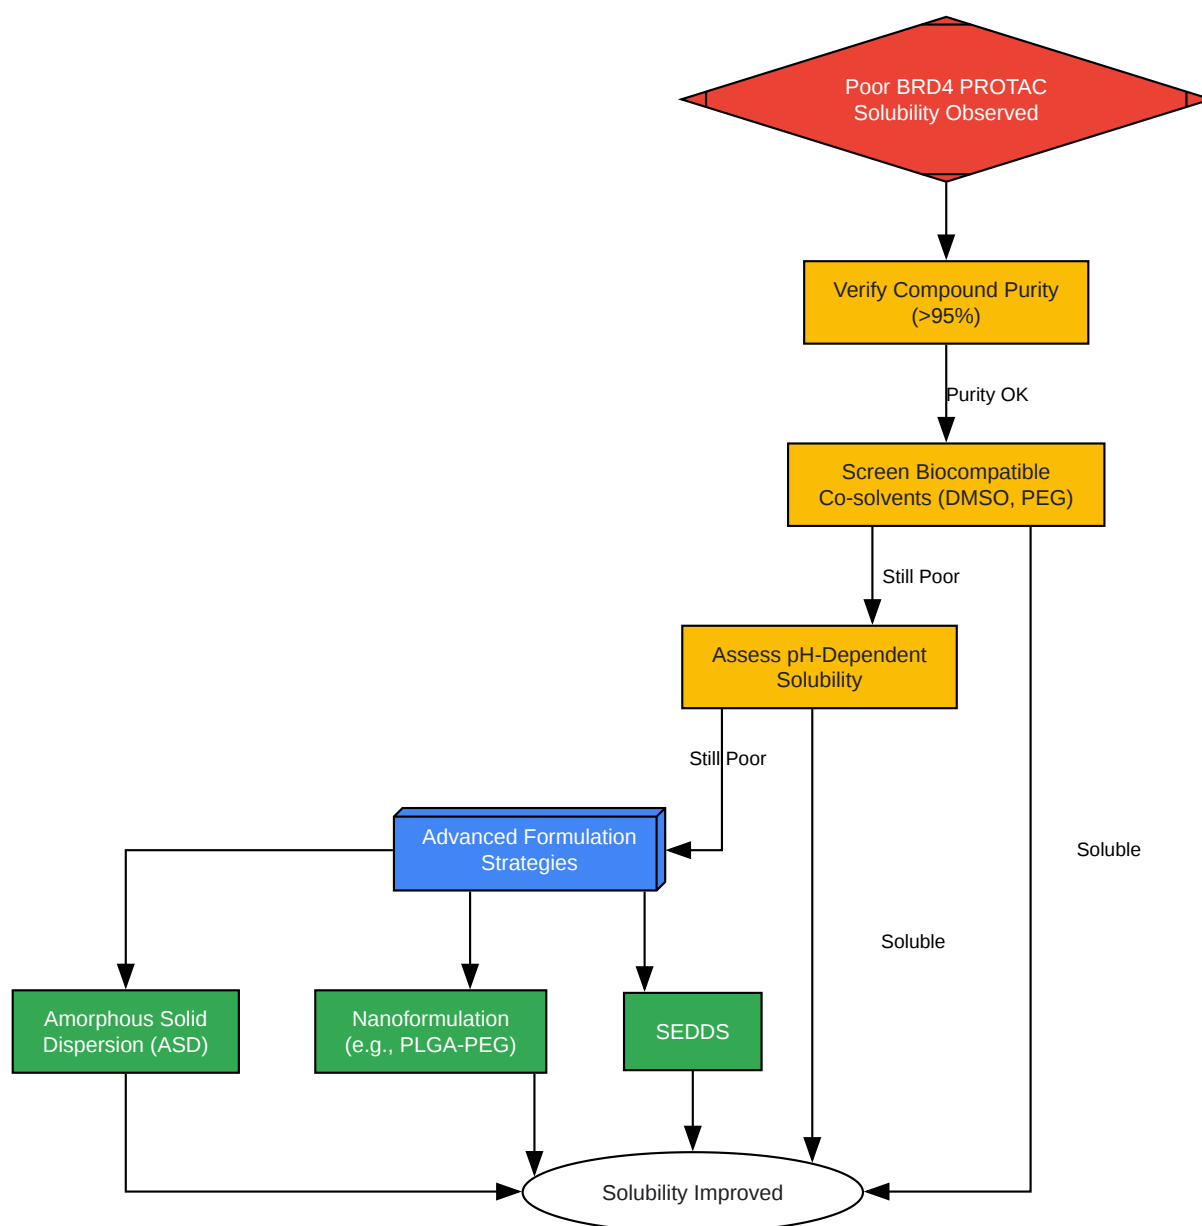 Poor BRD4 PROTAC
Solubility Observed
Verify Compound Purity
(>95%)
Purity OK
Screen Biocompatible
Co-solvents (DMSO, PEG)
Still Poor
Assess pH-Dependent
Solubility
Still Poor
Advanced Formulation
Strategies
Soluble
Soluble
Amorphous Solid
Dispersion (ASD)
Nanoformulation
(e.g., PLGA-PEG)
SEDDS
Solubility Improved